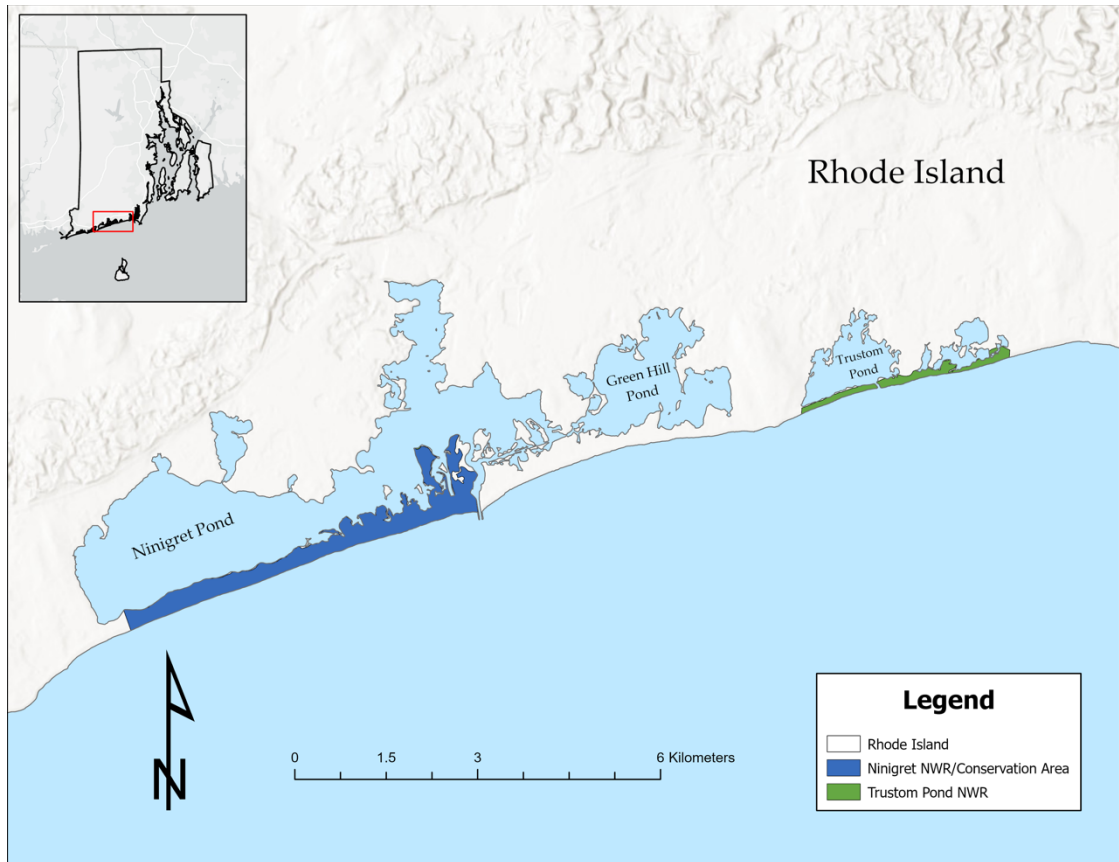 Rhode Island
Green Hill
Pond
Trustom
Pond
Ninigret Pond
N
0 1.5 3 6 Kilometers
Legend
Rhode Island
Ninigret NWR/Conservation Area
Trustom Pond NWR